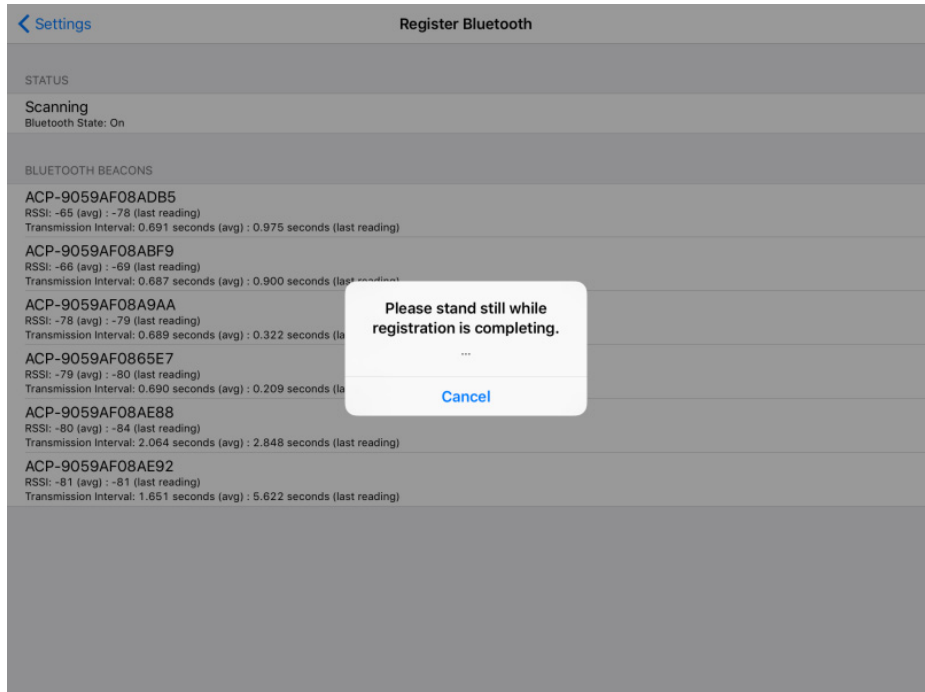 Settings
Register Bluetooth
STATUS
Scanning
Bluetooth State: On
BLUETOOTH BEACONS
ACP-9059AF08ADB5
RSSI: -65 (avg) : -78 (last reading)
Transmission Interval: 0.691 seconds (avg) : 0.975 seconds (last reading)
ACP-9059AF08ABF9
RSSI: -66 (avg) : -69 (last reading)
Transmission Interval: 0.687 seconds (avg) : 0.900 seconds (last reading)
ACP-9059AF08A9AA
RSSI: -78 (avg) : -79 (last reading)
Transmission Interval: 0.689 seconds (avg) : 0.322 seconds (la
ACP-9059AF0865E7
RSSI: -79 (avg) : -80 (last reading)
Transmission Interval: 0.690 seconds (avg) : 0.209 seconds (la
ACP-9059AF08AE88
RSSI: -80 (avg) : -84 (last reading)
Transmission Interval: 2.064 seconds (avg) : 2.848 seconds (last reading)
ACP-9059AF08AE92
RSSI: -81 (avg) : -81 (last reading)
Transmission Interval: 1.651 seconds (avg) : 5.622 seconds (last reading)
Please stand still while
registration is completing.
...
Cancel